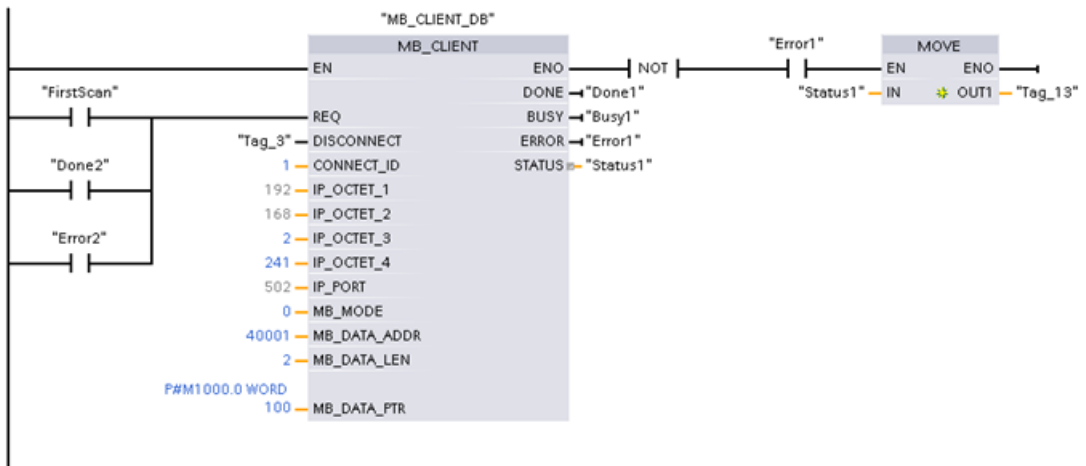 "MB_CLIENT_DB"
MB_CLIENT
"Error1"
MOVE
EN ENO
NOT
EN ENO
"FirstScan"
DONE "Done1"
"Status1" IN OUT1 "Tag_13"
REQ
BUSY "Busy1"
"Tag_3" DISCONNECT
ERROR "Error1"
"Done2"
1 CONNECT_ID
STATUS "Status1"
192 IP_OCTET_1
168 IP_OCTET_2
"Error2"
2 IP_OCTET_3
241 IP_OCTET_4
502 IP_PORT
0 MB_MODE
40001 MB_DATA_ADDR
2 MB_DATA_LEN
P#M1000.0 WORD
100 MB_DATA_PTR